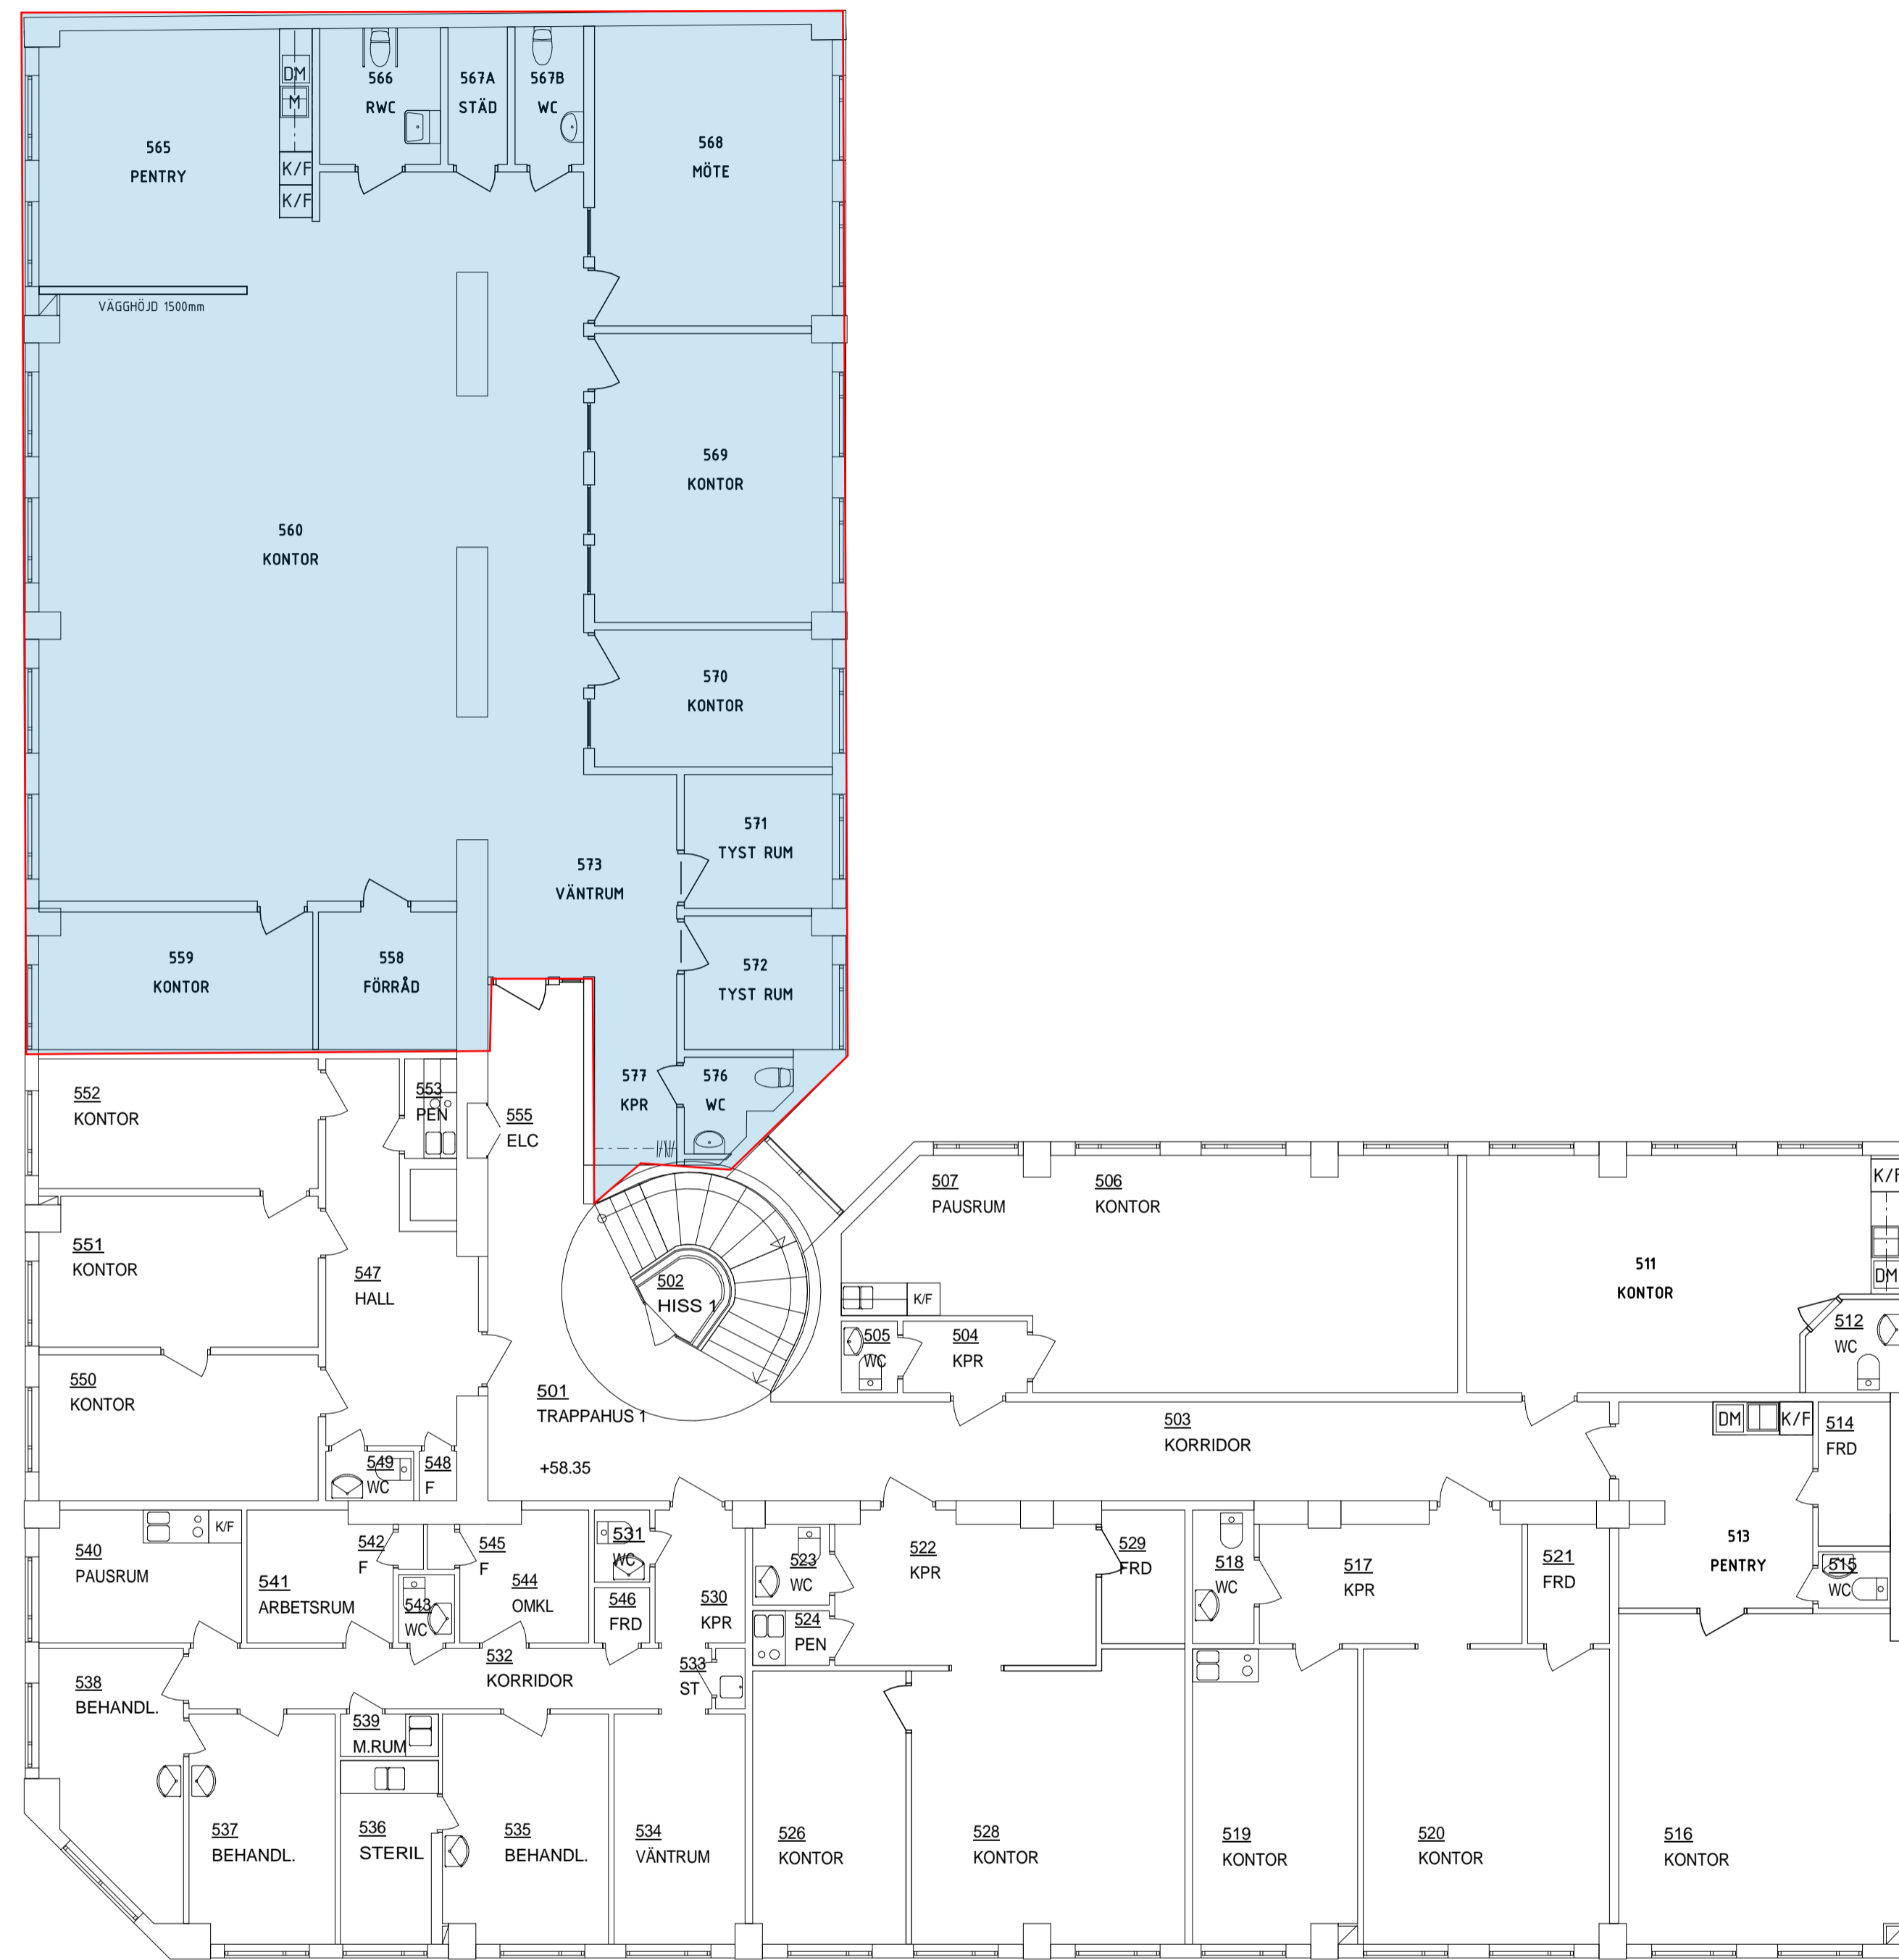 DM
M
K/F
K/F
565
PENTRY
566
RWC
567A
STÄD
567B
WC
568
MÖTE
VÄGGHÖJD 1500mm
569
KONTOR
560
KONTOR
570
KONTOR
571
TYST RUM
573
VÄNTRUM
559
KONTOR
558
FÖRRÅD
572
TYST RUM
577
KPR
576
WC
552
KONTOR
553
PEN
555
ELC
551
KONTOR
547
HALL
550
KONTOR
549
WC
548
F
502
HISS 1
501
TRAPPAHUS 1
+58.35
507
PAUSRUM
506
KONTOR
K/F
505
WC
504
KPR
503
KORRIDOR
511
KONTOR
K/F
DM
512
WC
DM
K/F
514
FRD
513
PENTRY
515
WC
540
PAUSRUM
K/F
541
ARBETSRUM
542
F
543
WC
545
F
544
OMKL
531
WC
546
FRD
530
KPR
523
WC
524
PEN
522
KPR
529
FRD
518
WC
517
KPR
521
FRD
532
KORRIDOR
533
ST
538
BEHANDL.
539
M.RUM
537
BEHANDL.
536
STERIL
535
BEHANDL.
534
VÄNTRUM
526
KONTOR
528
KONTOR
519
KONTOR
520
KONTOR
516
KONTOR